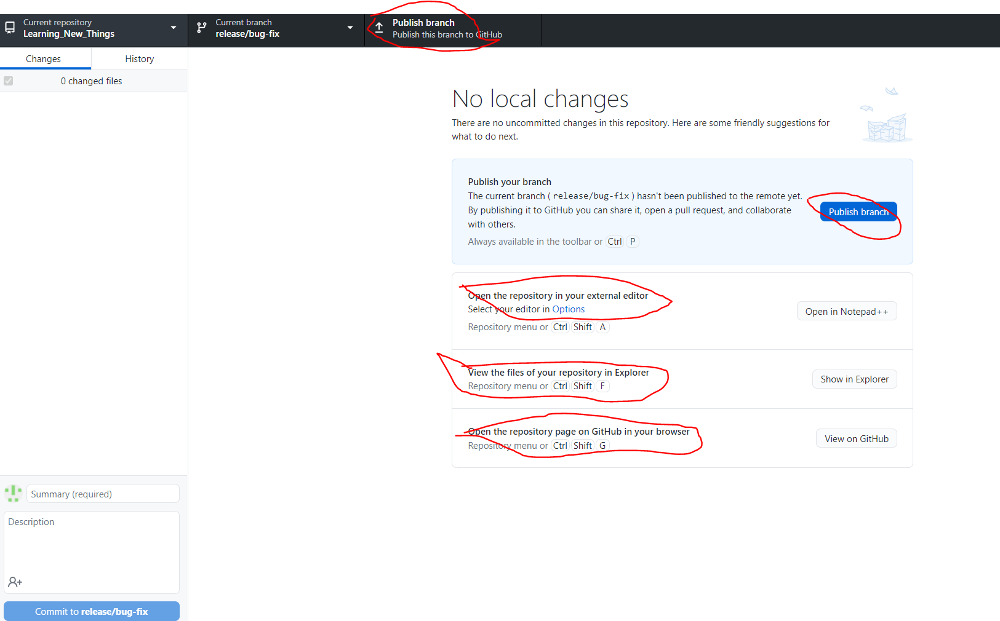 Current repository
Learning_New_Things
Current branch
release/bug-fix
Publish branch
Publish this branch to GitHub
Changes
History
0 changed files
No local changes
There are no uncommitted changes in this repository. Here are some friendly suggestions for
what to do next.
Publish your branch
The current branch ( release/bug-fix ) hasn't been published to the remote yet.
By publishing it to GitHub you can share it, open a pull request, and collaborate
with others.
Always available in the toolbar or Ctrl P
Publish branch
Open the repository in your external editor
Select your editor in Options
Repository menu or Ctrl Shift A
Open in Notepad++
View the files of your repository in Explorer
Repository menu or Ctrl Shift F
Show in Explorer
Open the repository page on GitHub in your browser
Repository menu or Ctrl Shift G
View on GitHub
Summary (required)
Description
Commit to release/bug-fix